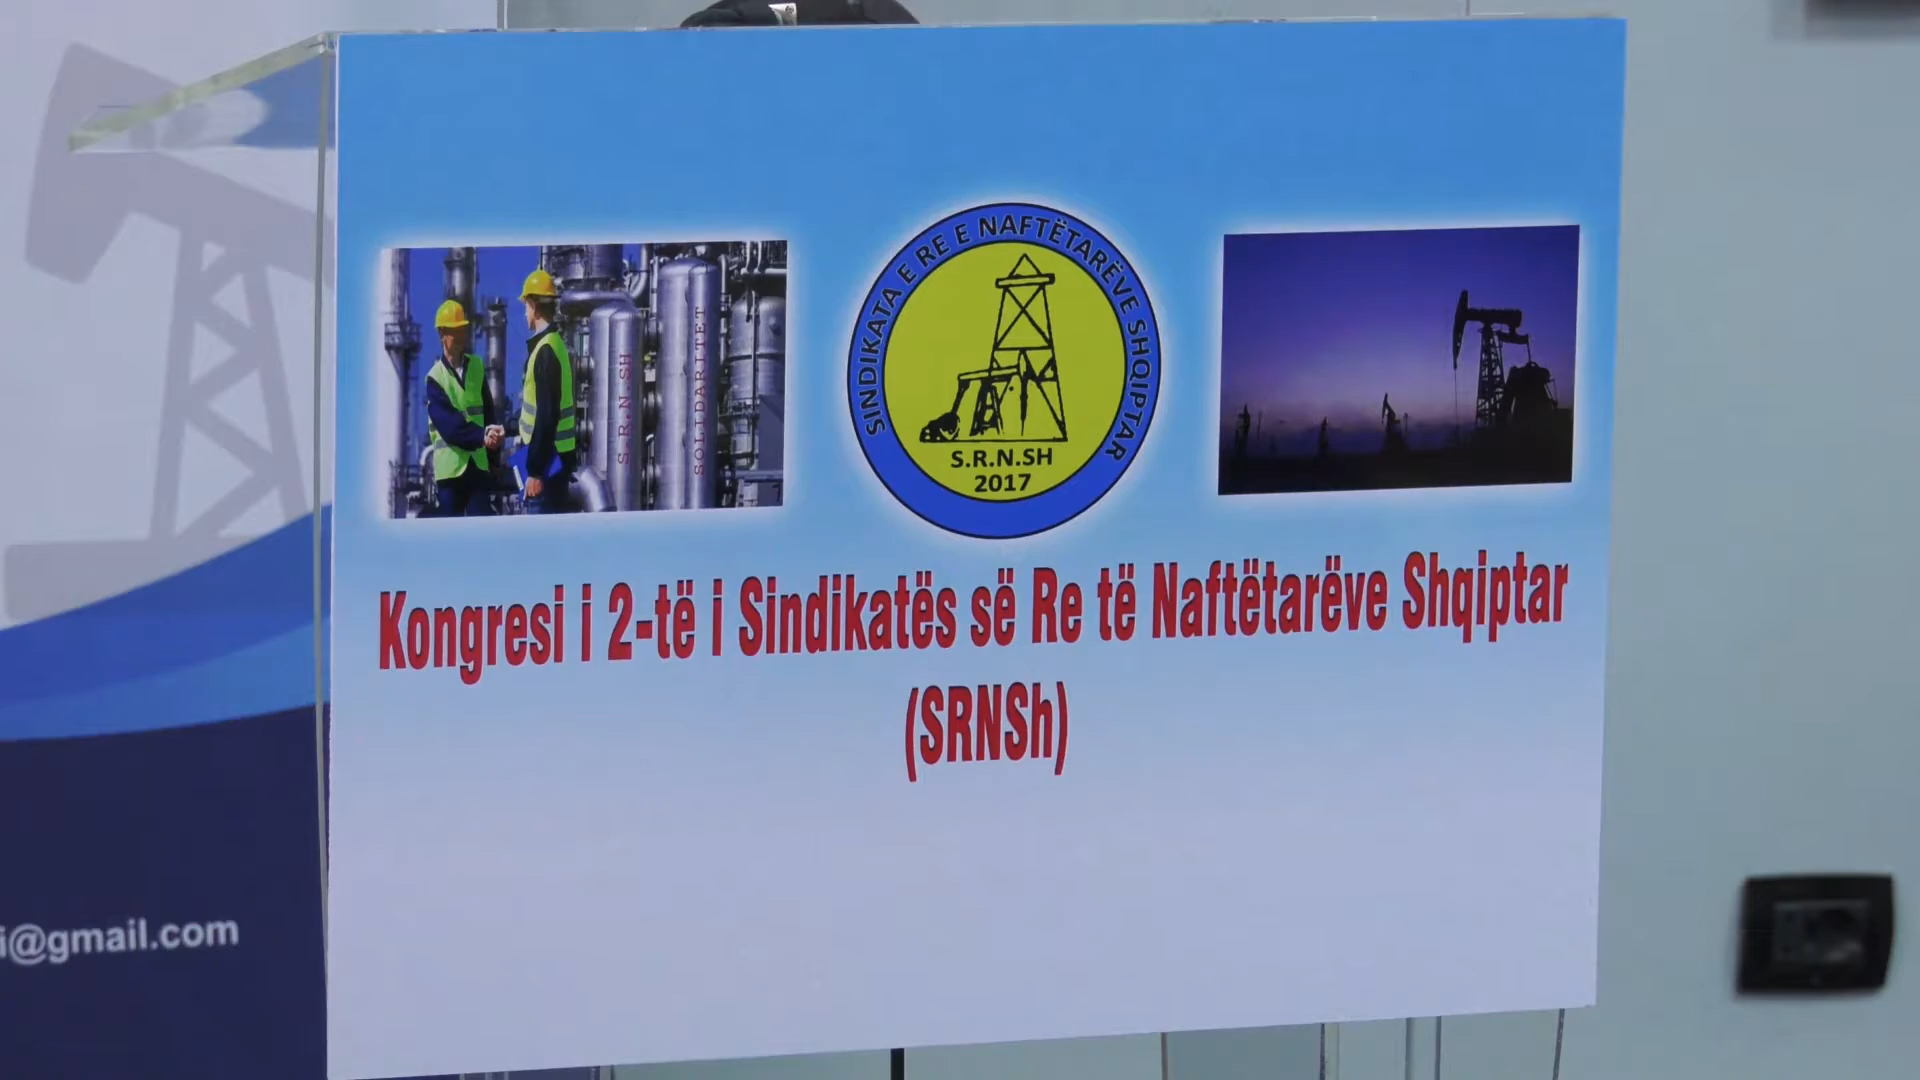 SINDIKATA E RE E NAFTËTARËVE SHQIPTAR
S.R.N.SH
2017
S.R.N.SH
SOLIDARITET
Kongresi i 2-të i Sindikatës së Re të Naftëtarëve Shqiptar
(SRNSh)
i@gmail.com